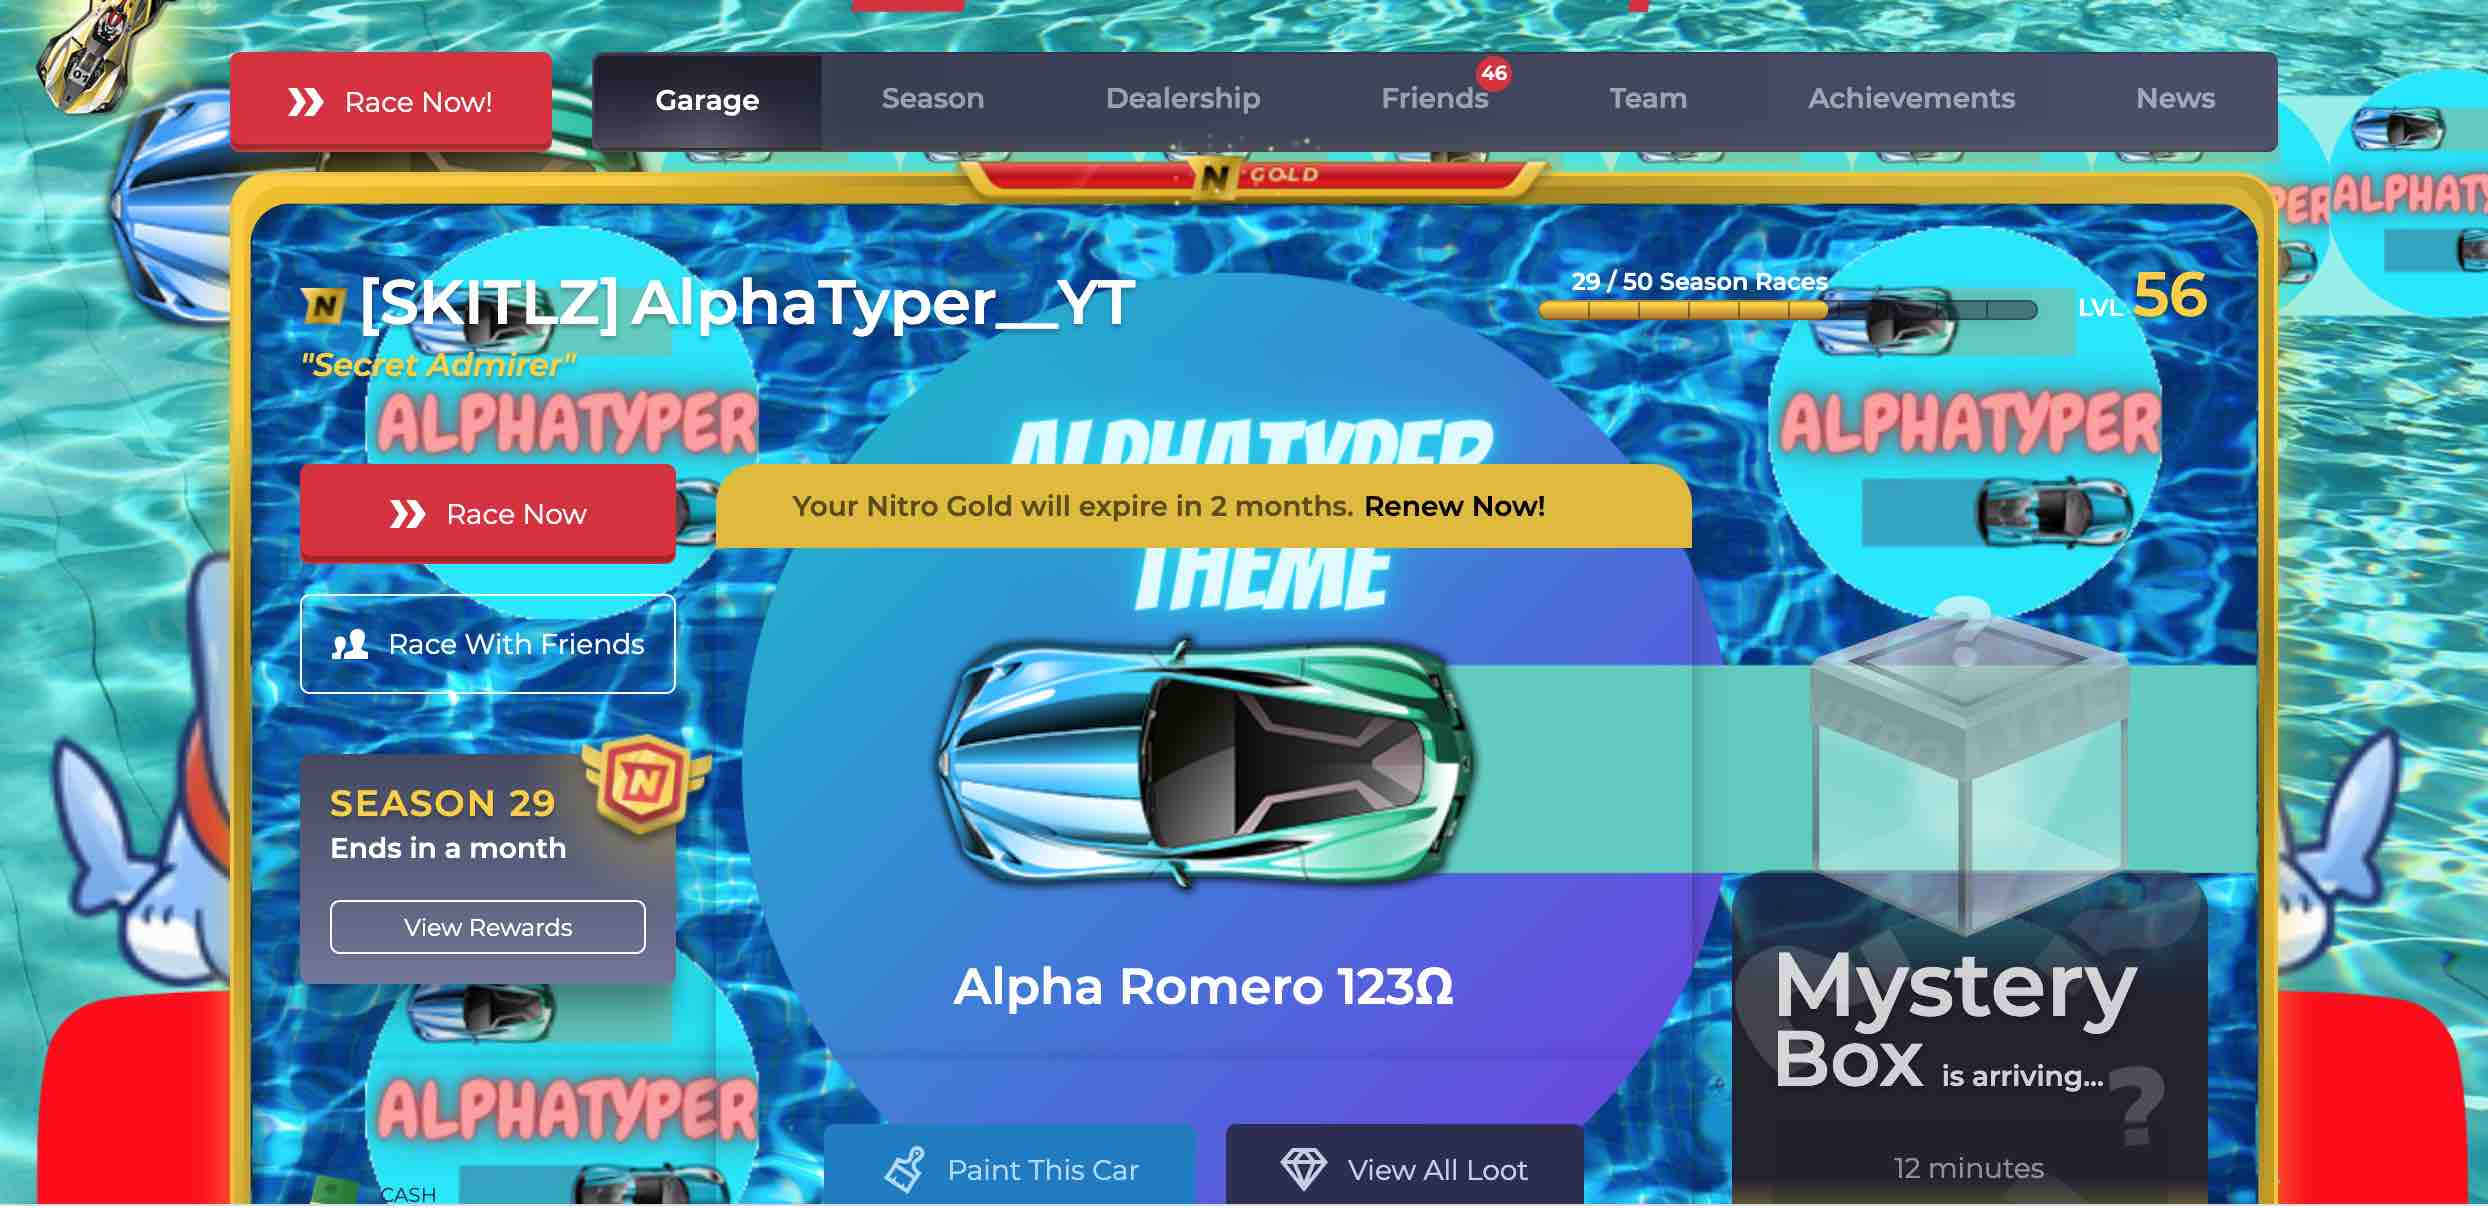 Race Now!
Garage
Season
Dealership
Friends
46
Team
Achievements
News
N GOLD
N [SKITLZ] AlphaTyper__YT
"Secret Admirer"
29 / 50 Season Races
LVL 56
ALPHATYPER
ALPHATYPER
ALPHATY
PER
ALPHATYPER
THEME
Race Now
Your Nitro Gold will expire in 2 months. Renew Now!
Race With Friends
SEASON 29
Ends in a month
N
View Rewards
Alpha Romero 123Ω
?
Mystery
Box is arriving...
?
12 minutes
ALPHATYPER
Paint This Car
View All Loot
CASH